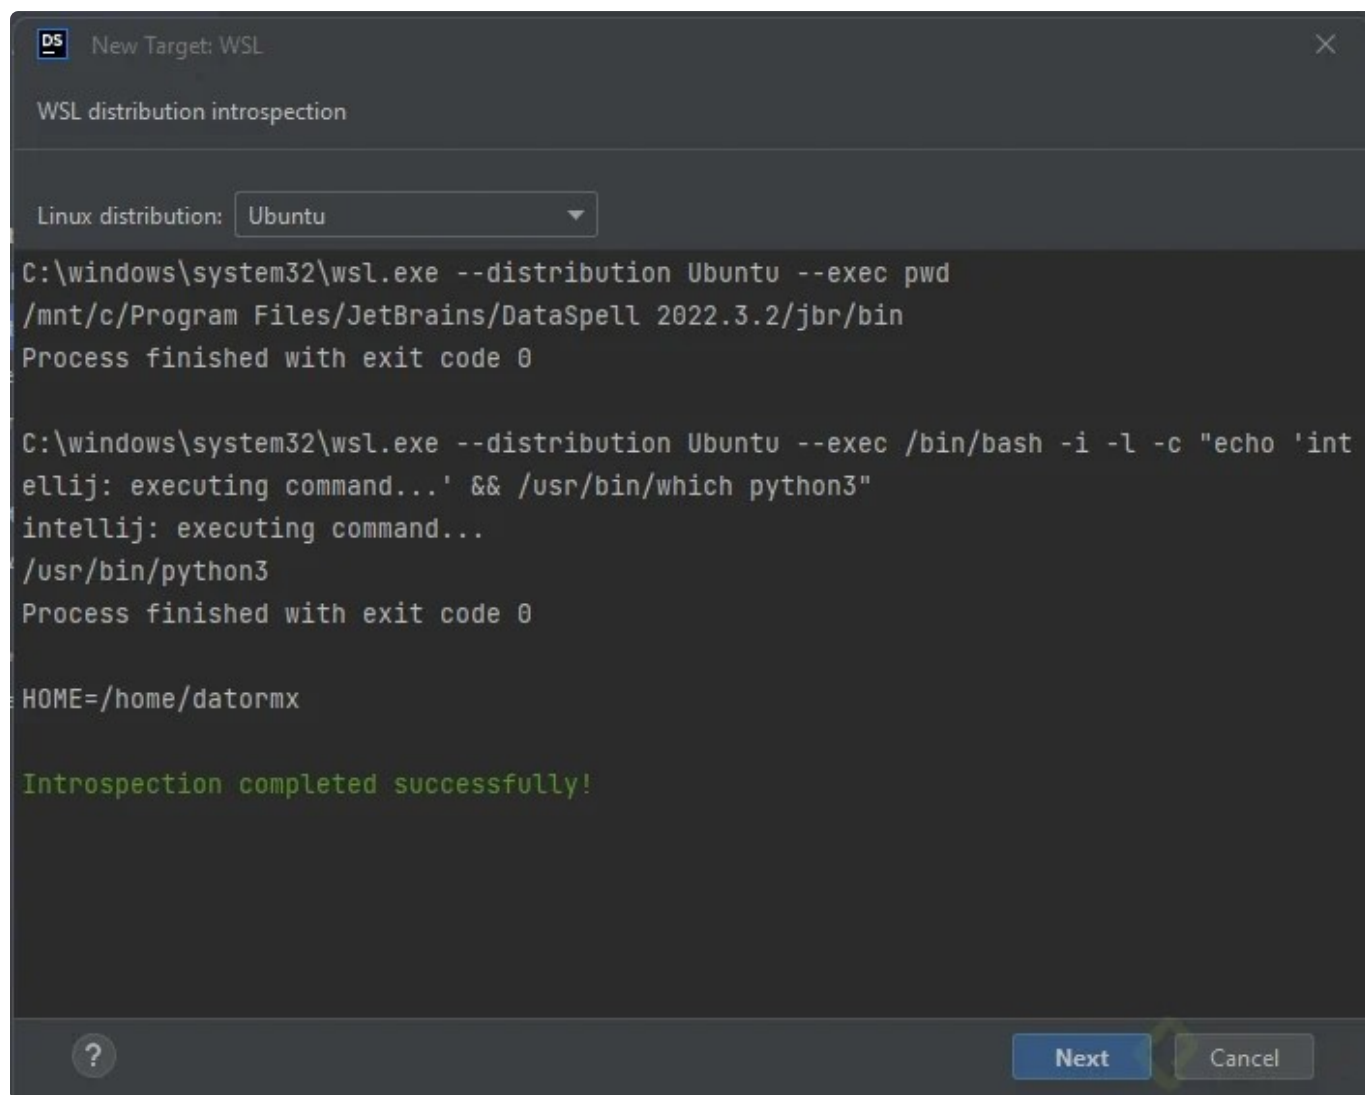 DS New Target: WSL
WSL distribution introspection
Linux distribution: Ubuntu
C:\windows\system32\wsl.exe --distribution Ubuntu --exec pwd
/mnt/c/Program Files/JetBrains/DataSpell 2022.3.2/jbr/bin
Process finished with exit code 0
C:\windows\system32\wsl.exe --distribution Ubuntu --exec /bin/bash -i -l -c "echo 'int
ellij: executing command...' && /usr/bin/which python3"
intellij: executing command...
/usr/bin/python3
Process finished with exit code 0
HOME=/home/datormx
Introspection completed successfully!
? Next Cancel